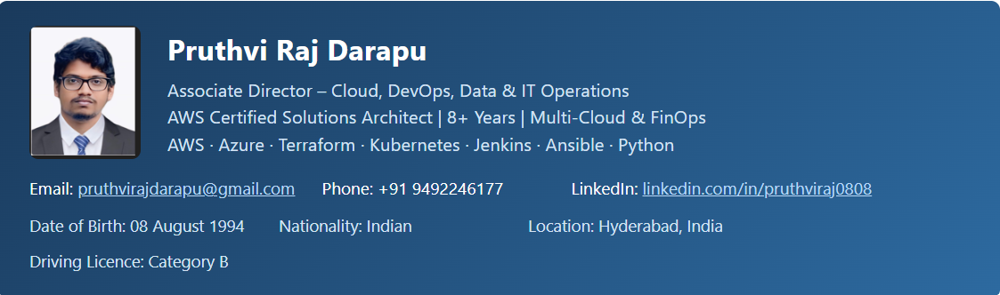 Pruthvi Raj Darapu
Associate Director – Cloud, DevOps, Data & IT Operations
AWS Certified Solutions Architect | 8+ Years | Multi-Cloud & FinOps
AWS · Azure · Terraform · Kubernetes · Jenkins · Ansible · Python
Email: pruthvirajdarapu@gmail.com Phone: +91 9492246177 LinkedIn: linkedin.com/in/pruthviraj0808
Date of Birth: 08 August 1994 Nationality: Indian Location: Hyderabad, India
Driving Licence: Category B